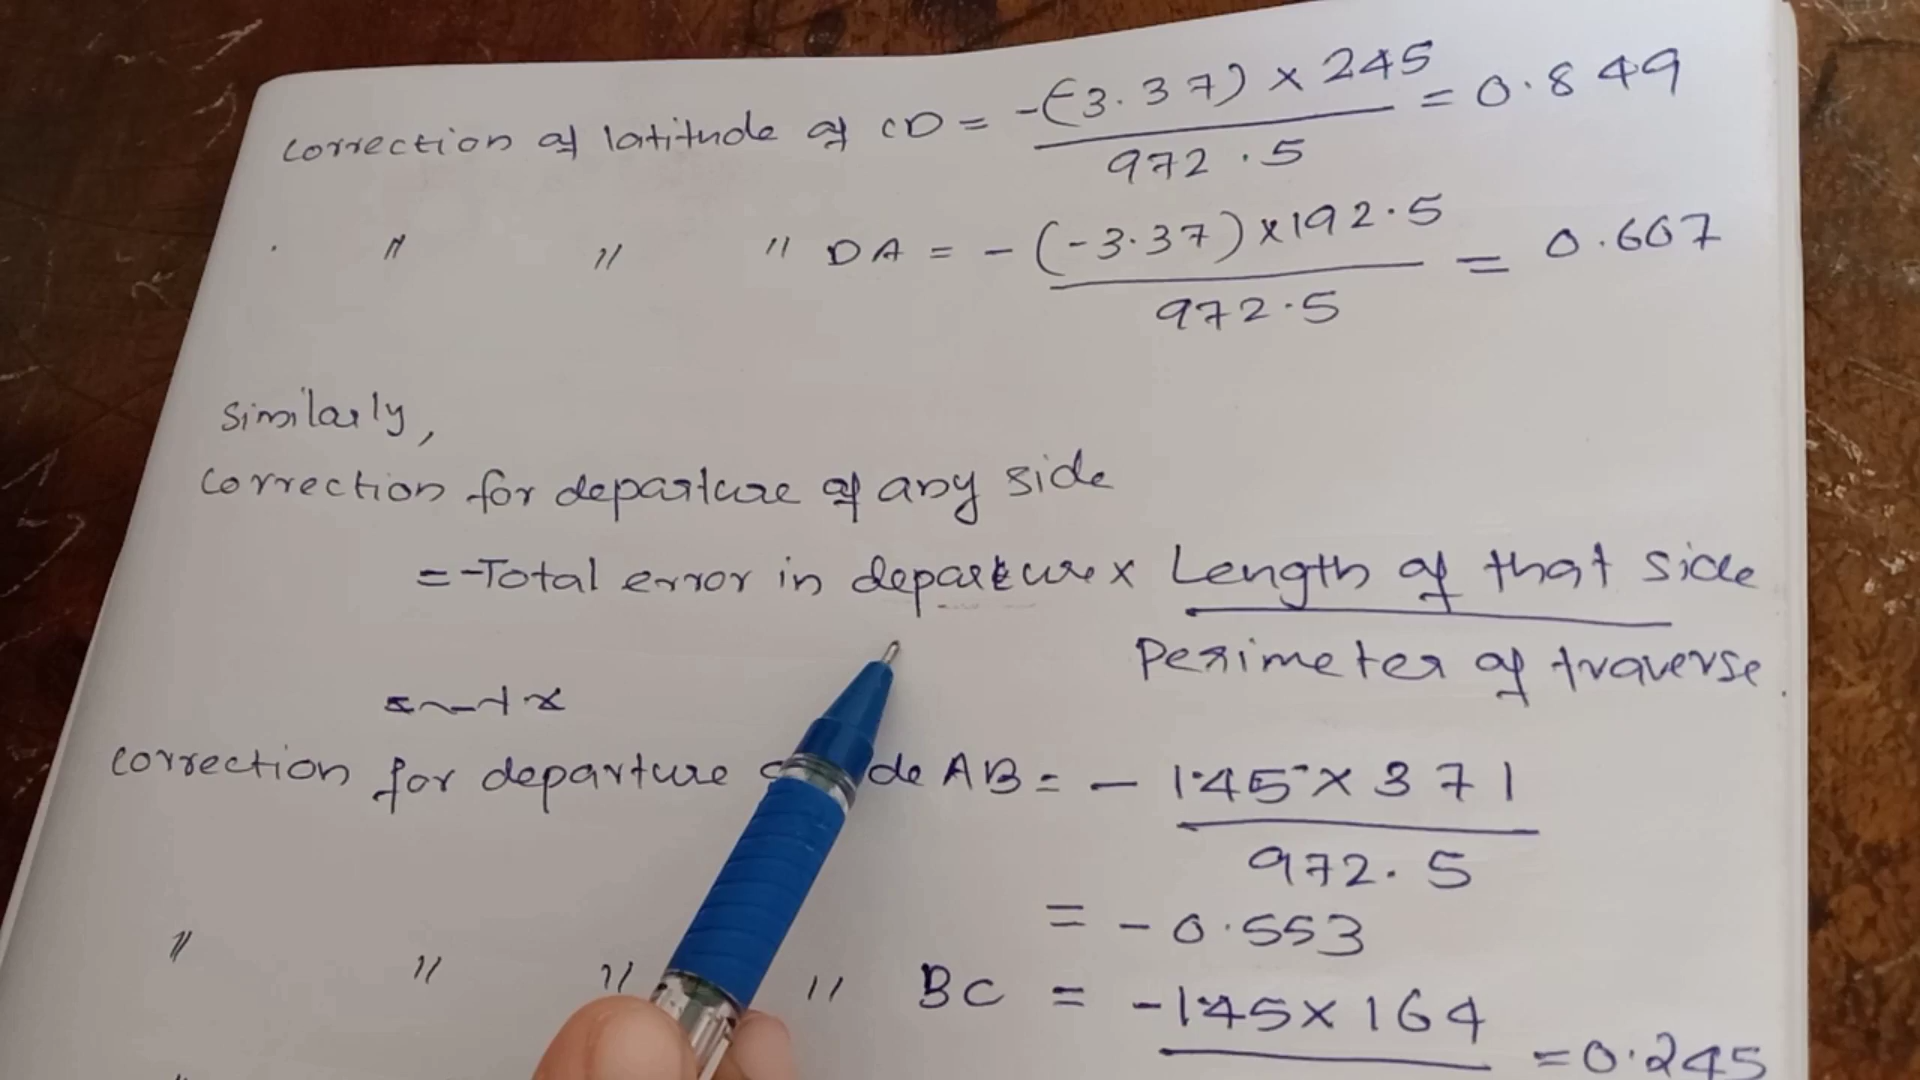 correction of latitude of CD = -(-3.37) × 245 / 972.5 = 0.849
" " " DA = -(-3.37) × 192.5 / 972.5 = 0.667
Similarly,
correction for departure of any side
= -Total error in departure × Length of that side / Perimeter of traverse.
correction for departure de AB = - 1.45 × 371 / 972.5
= -0.553
" " " " BC = -1.45 × 164 = 0.245